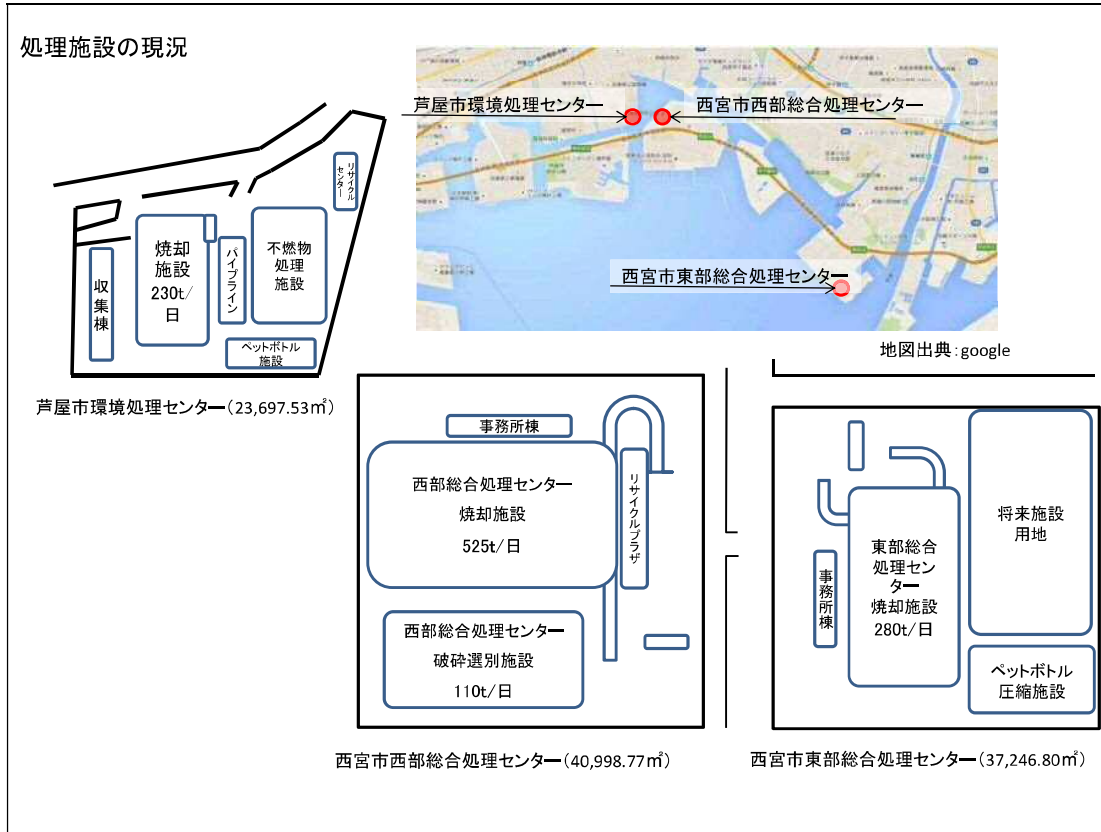 処理施設の現況
芦屋市環境処理センター
西宮市西部総合処理センター
西宮市東部総合処理センター
地図出典：google
リサイクル
センター
焼却
施設
230t/
日
パイプライン
不燃物
処理
施設
収集棟
ペットボトル
施設
芦屋市環境処理センター（23,697.53㎡）
事務所棟
西部総合処理センター
焼却施設
525t/日
リサイクルプラザ
西部総合処理センター
破砕選別施設
110t/日
西宮市西部総合処理センター（40,998.77㎡）
将来施設
用地
東部総合
処理セン
ター
焼却施設
280t/日
事務所棟
ペットボトル
圧縮施設
西宮市東部総合処理センター（37,246.80㎡）